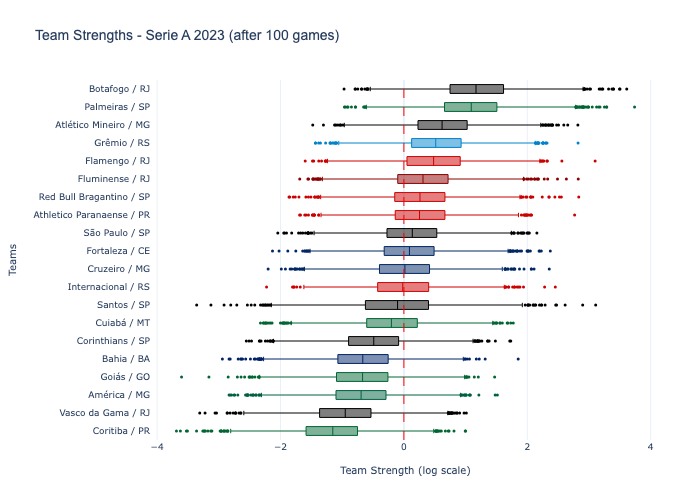 Team Strengths - Serie A 2023 (after 100 games)
Botafogo / RJ
Palmeiras / SP
Atlético Mineiro / MG
Grêmio / RS
Flamengo / RJ
Fluminense / RJ
Red Bull Bragantino / SP
Athletico Paranaense / PR
São Paulo / SP
Fortaleza / CE
Cruzeiro / MG
Internacional / RS
Santos / SP
Cuiabá / MT
Corinthians / SP
Bahia / BA
Goiás / GO
América / MG
Vasco da Gama / RJ
Coritiba / PR
Teams
−4 −2 0 2 4
Team Strength (log scale)